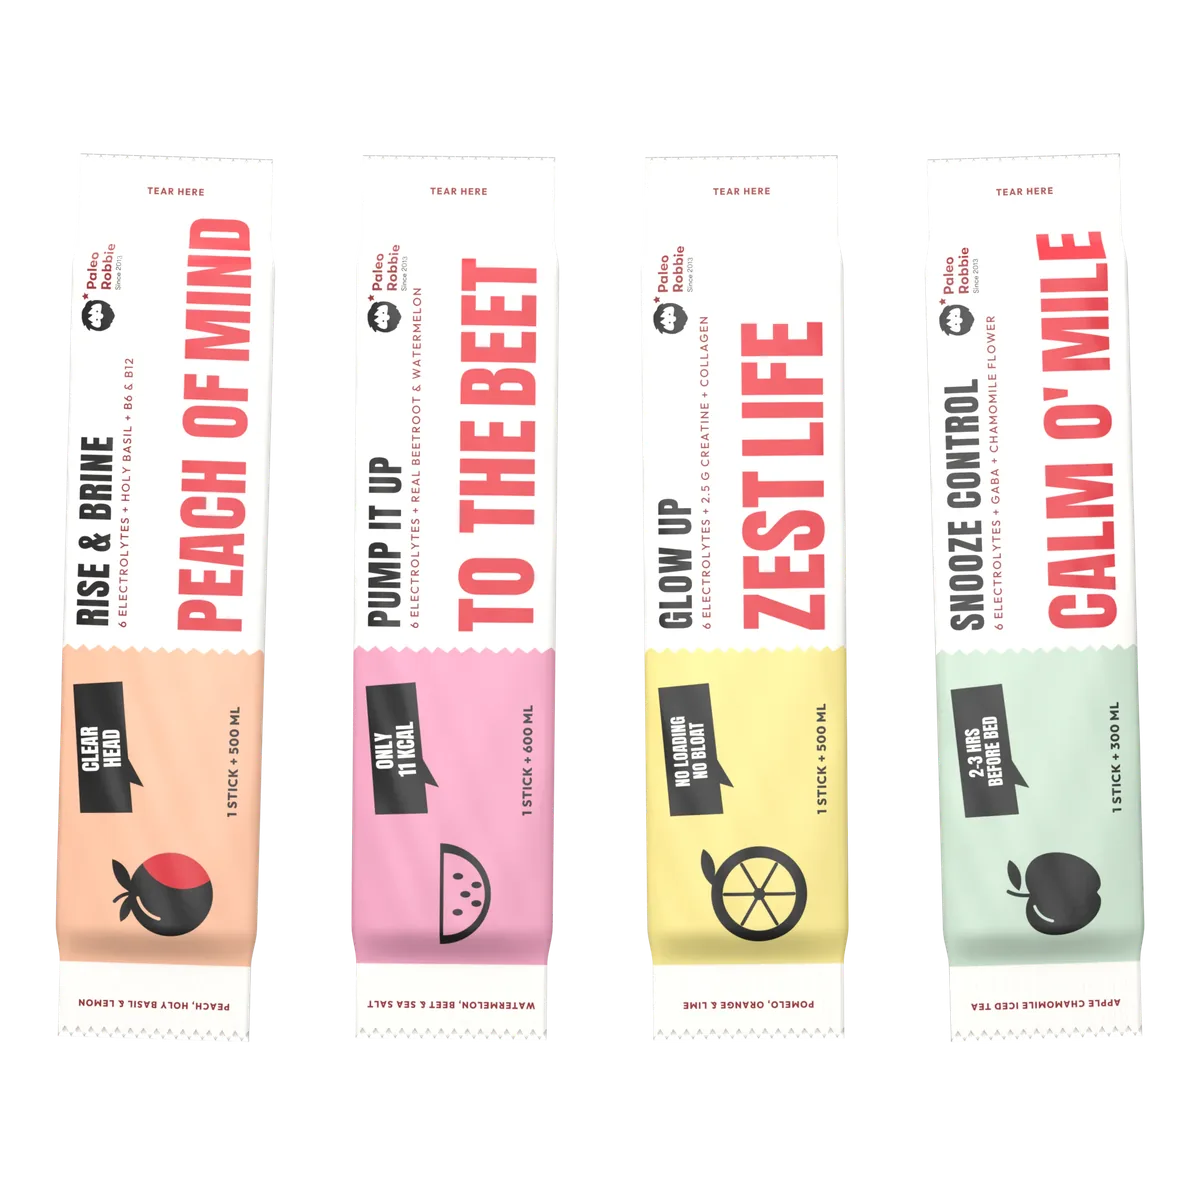 TEAR HERE
Paleo
Robbie
Since 2013
RISE & BRINE
6 ELECTROLYTES + HOLY BASIL + B6 & B12
PEACH OF MIND
CLEAR
HEAD
1 STICK + 500 ML
PEACH, HOLY BASIL & LEMON
TEAR HERE
Paleo
Robbie
Since 2013
PUMP IT UP
6 ELECTROLYTES + REAL BEETROOT & WATERMELON
TO THE BEET
ONLY
11 KCAL
1 STICK + 600 ML
WATERMELON, BEET & SEA SALT
TEAR HERE
Paleo
Robbie
Since 2013
GLOW UP
6 ELECTROLYTES + 2.5 G CREATINE + COLLAGEN
ZEST LIFE
NO LOADING
NO BLOAT
1 STICK + 500 ML
POMELO, ORANGE & LIME
TEAR HERE
Paleo
Robbie
Since 2013
SNOOZE CONTROL
6 ELECTROLYTES + GABA + CHAMOMILE FLOWER
CALM O' MILE
2-3 HRS
BEFORE BED
1 STICK + 300 ML
APPLE CHAMOMILE ICED TEA